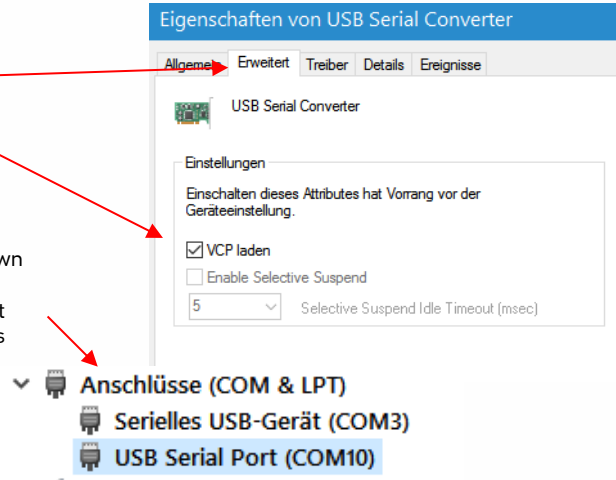 Eigenschaften von USB Serial Converter
Allgemein Erweitert Treiber Details Ereignisse
USB Serial Converter
Einstellungen
Einschalten dieses Attributes hat Vorrang vor der
Geräteeinstellung.
VCP laden
Enable Selective Suspend
5 Selective Suspend Idle Timeout (msec)
wn
t
s
Anschlüsse (COM & LPT)
Serielles USB-Gerät (COM3)
USB Serial Port (COM10)